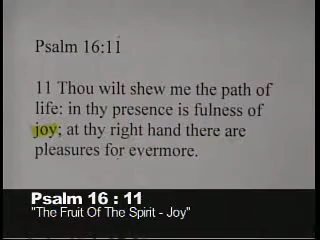 Psalm 16:11
11 Thou wilt shew me the path of
life: in thy presence is fulness of
joy; at thy right hand there are
pleasures for evermore.
Psalm 16 : 11
"The Fruit Of The Spirit - Joy"